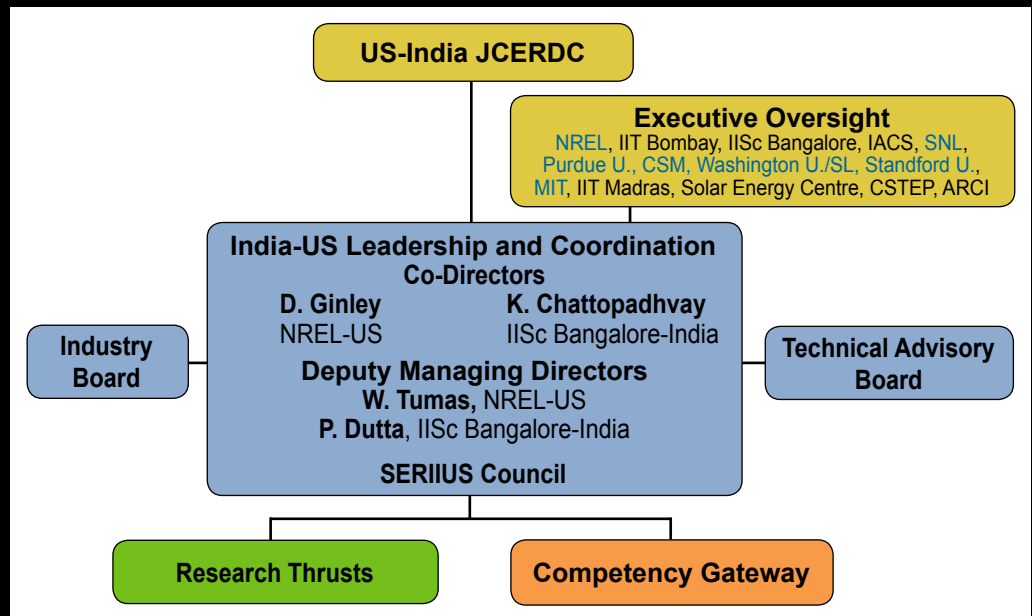 US-India JCERDC
Executive Oversight
NREL, IIT Bombay, IISc Bangalore, IACS, SNL,
Purdue U., CSM, Washington U./SL, Standford U.,
MIT, IIT Madras, Solar Energy Centre, CSTEP, ARCI
India-US Leadership and Coordination
Co-Directors
D. Ginley
NREL-US
K. Chattopadhvay
IISc Bangalore-India
Deputy Managing Directors
W. Tumas, NREL-US
P. Dutta, IISc Bangalore-India
SERIIUS Council
Industry
Board
Technical Advisory
Board
Research Thrusts
Competency Gateway